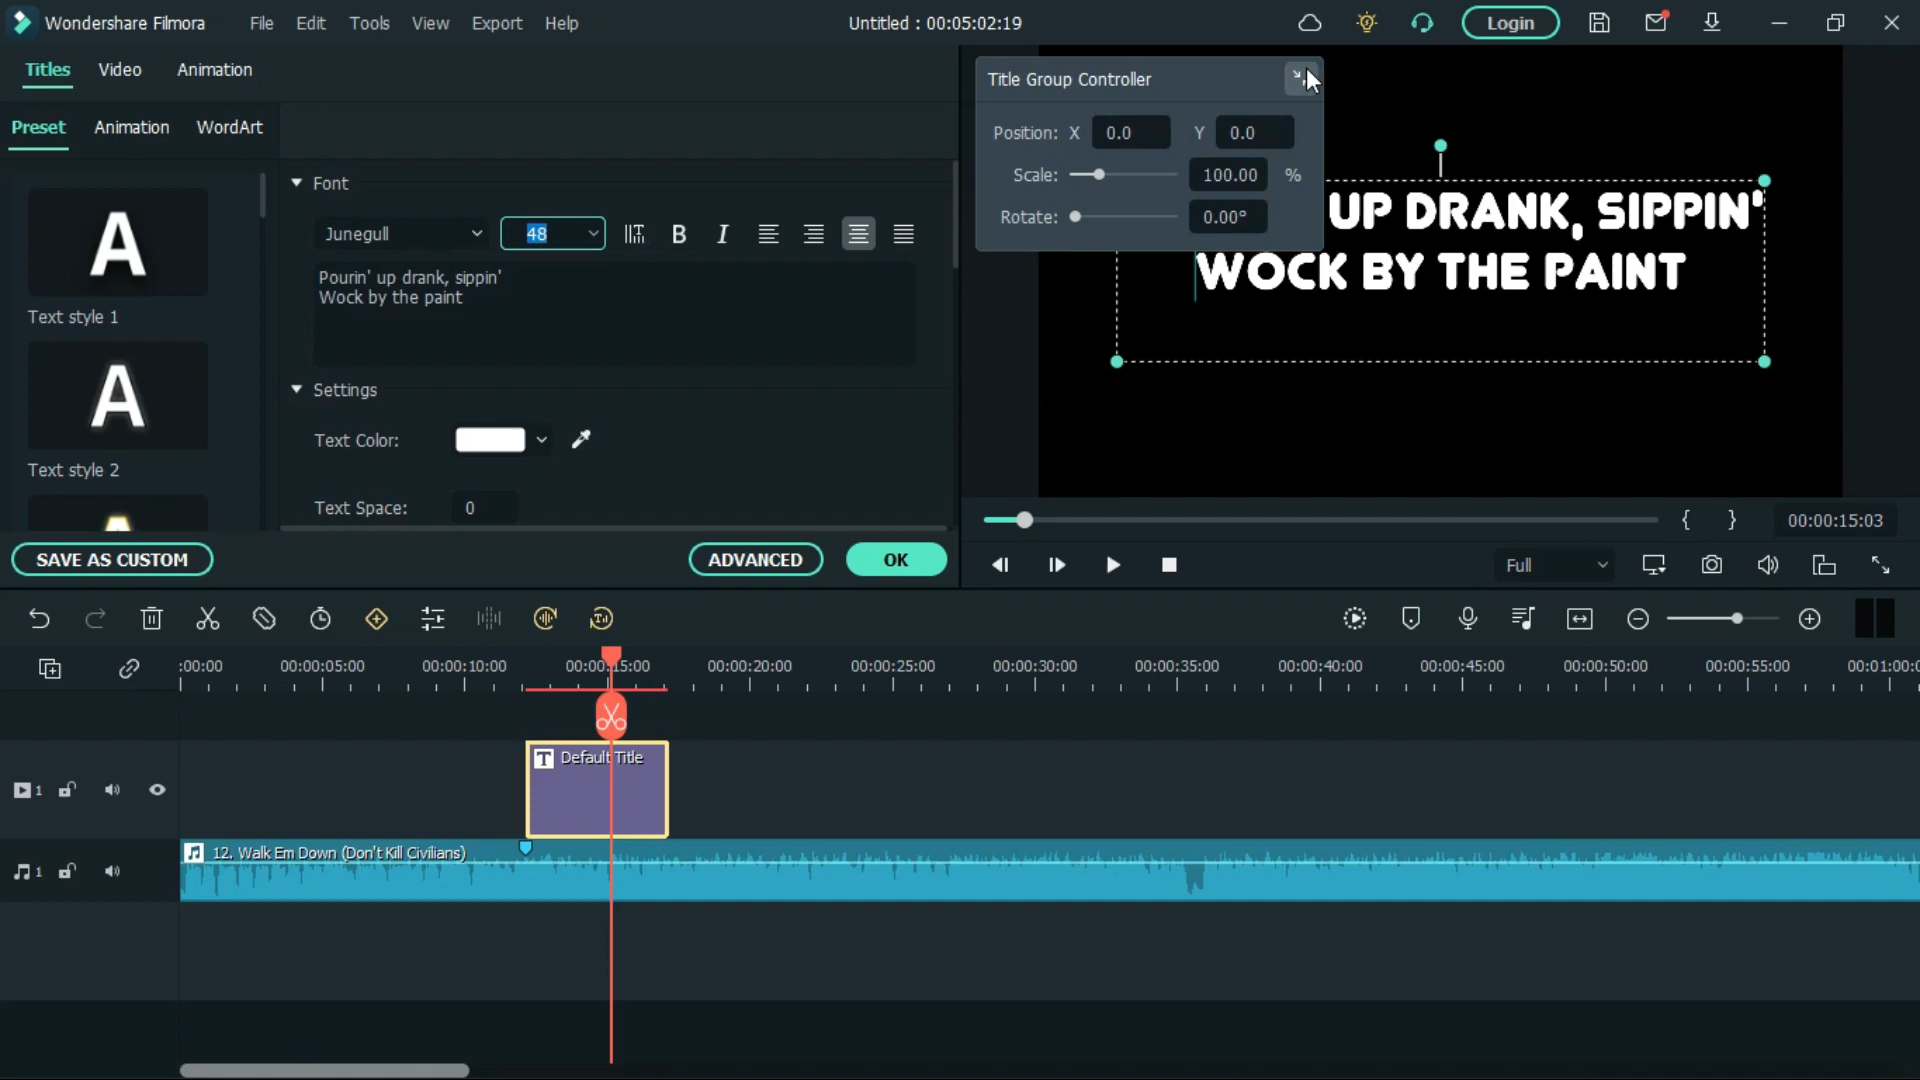 Wondershare Filmora File Edit Tools View Export Help Untitled : 00:05:02:19 Login
Titles Video Animation
Preset Animation WordArt
A
Text style 1
A
Text style 2
A
Font
Junegull 48 B I
Pourin' up drank, sippin'
Wock by the paint
Settings
Text Color:
Text Space: 0
SAVE AS CUSTOM ADVANCED OK
Title Group Controller
Position: X 0.0 Y 0.0
Scale: 100.00 %
Rotate: 0.00°
UP DRANK, SIPPIN'
WOCK BY THE PAINT
{ } 00:00:15:03
Full
:00:00 00:00:05:00 00:00:10:00 00:00:15:00 00:00:20:00 00:00:25:00 00:00:30:00 00:00:35:00 00:00:40:00 00:00:45:00 00:00:50:00 00:00:55:00 00:01:00:0
T Default Title
1
12. Walk Em Down (Don't Kill Civilians)
1